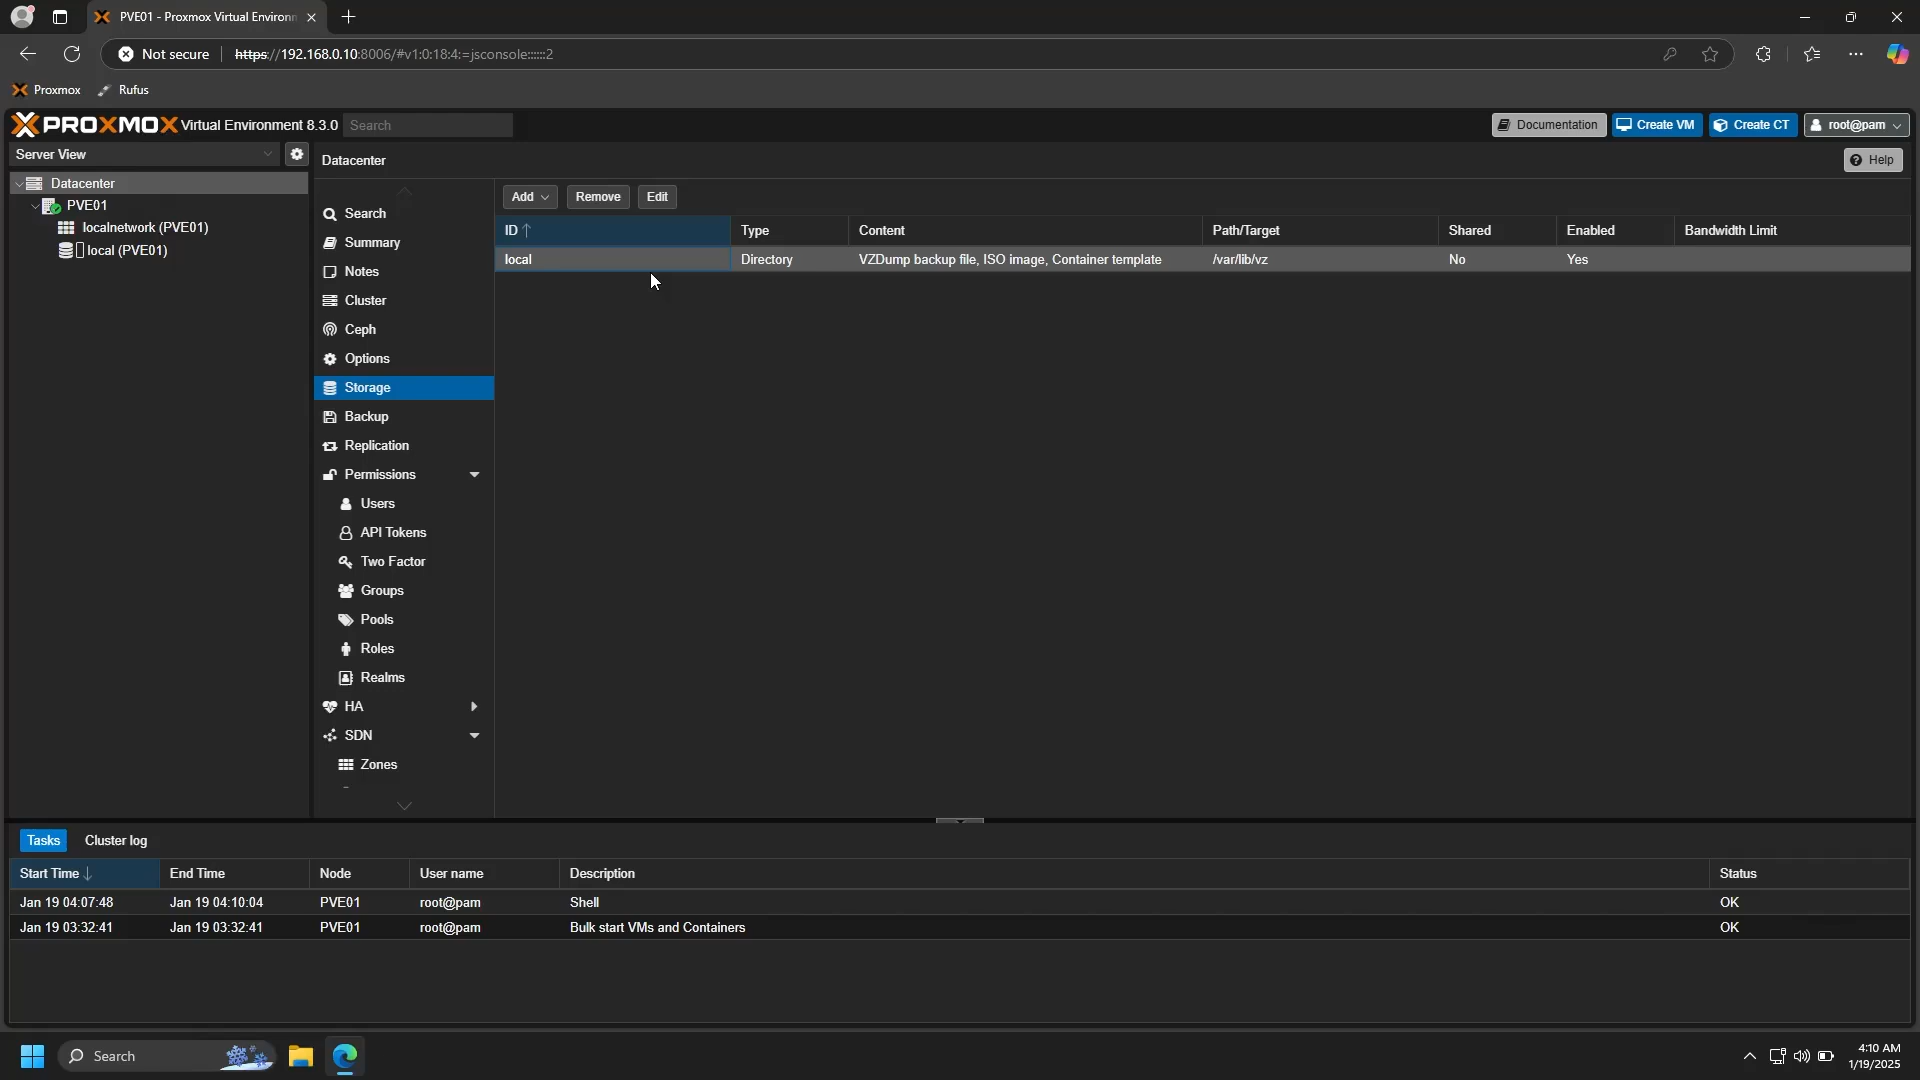 PVE01 - Proxmox Virtual Environ
Not secure
https://192.168.0.10:8006/#v1:0:18:4:=jsconsole::::::2
Proxmox
Rufus
PROXMOX Virtual Environment 8.3.0
Search
Documentation
Create VM
Create CT
root@pam
Server View
Datacenter
Help
Datacenter
PVE01
localnetwork (PVE01)
local (PVE01)
Search
Summary
Notes
Cluster
Ceph
Options
Storage
Backup
Replication
Permissions
Users
API Tokens
Two Factor
Groups
Pools
Roles
Realms
HA
SDN
Zones
Add
Remove
Edit
ID Type Content Path/Target Shared Enabled Bandwidth Limit
local Directory VZDump backup file, ISO image, Container template /var/lib/vz No Yes
Tasks
Cluster log
Start Time End Time Node User name Description Status
Jan 19 04:07:48 Jan 19 04:10:04 PVE01 root@pam Shell OK
Jan 19 03:32:41 Jan 19 03:32:41 PVE01 root@pam Bulk start VMs and Containers OK
Search
4:10 AM
1/19/2025